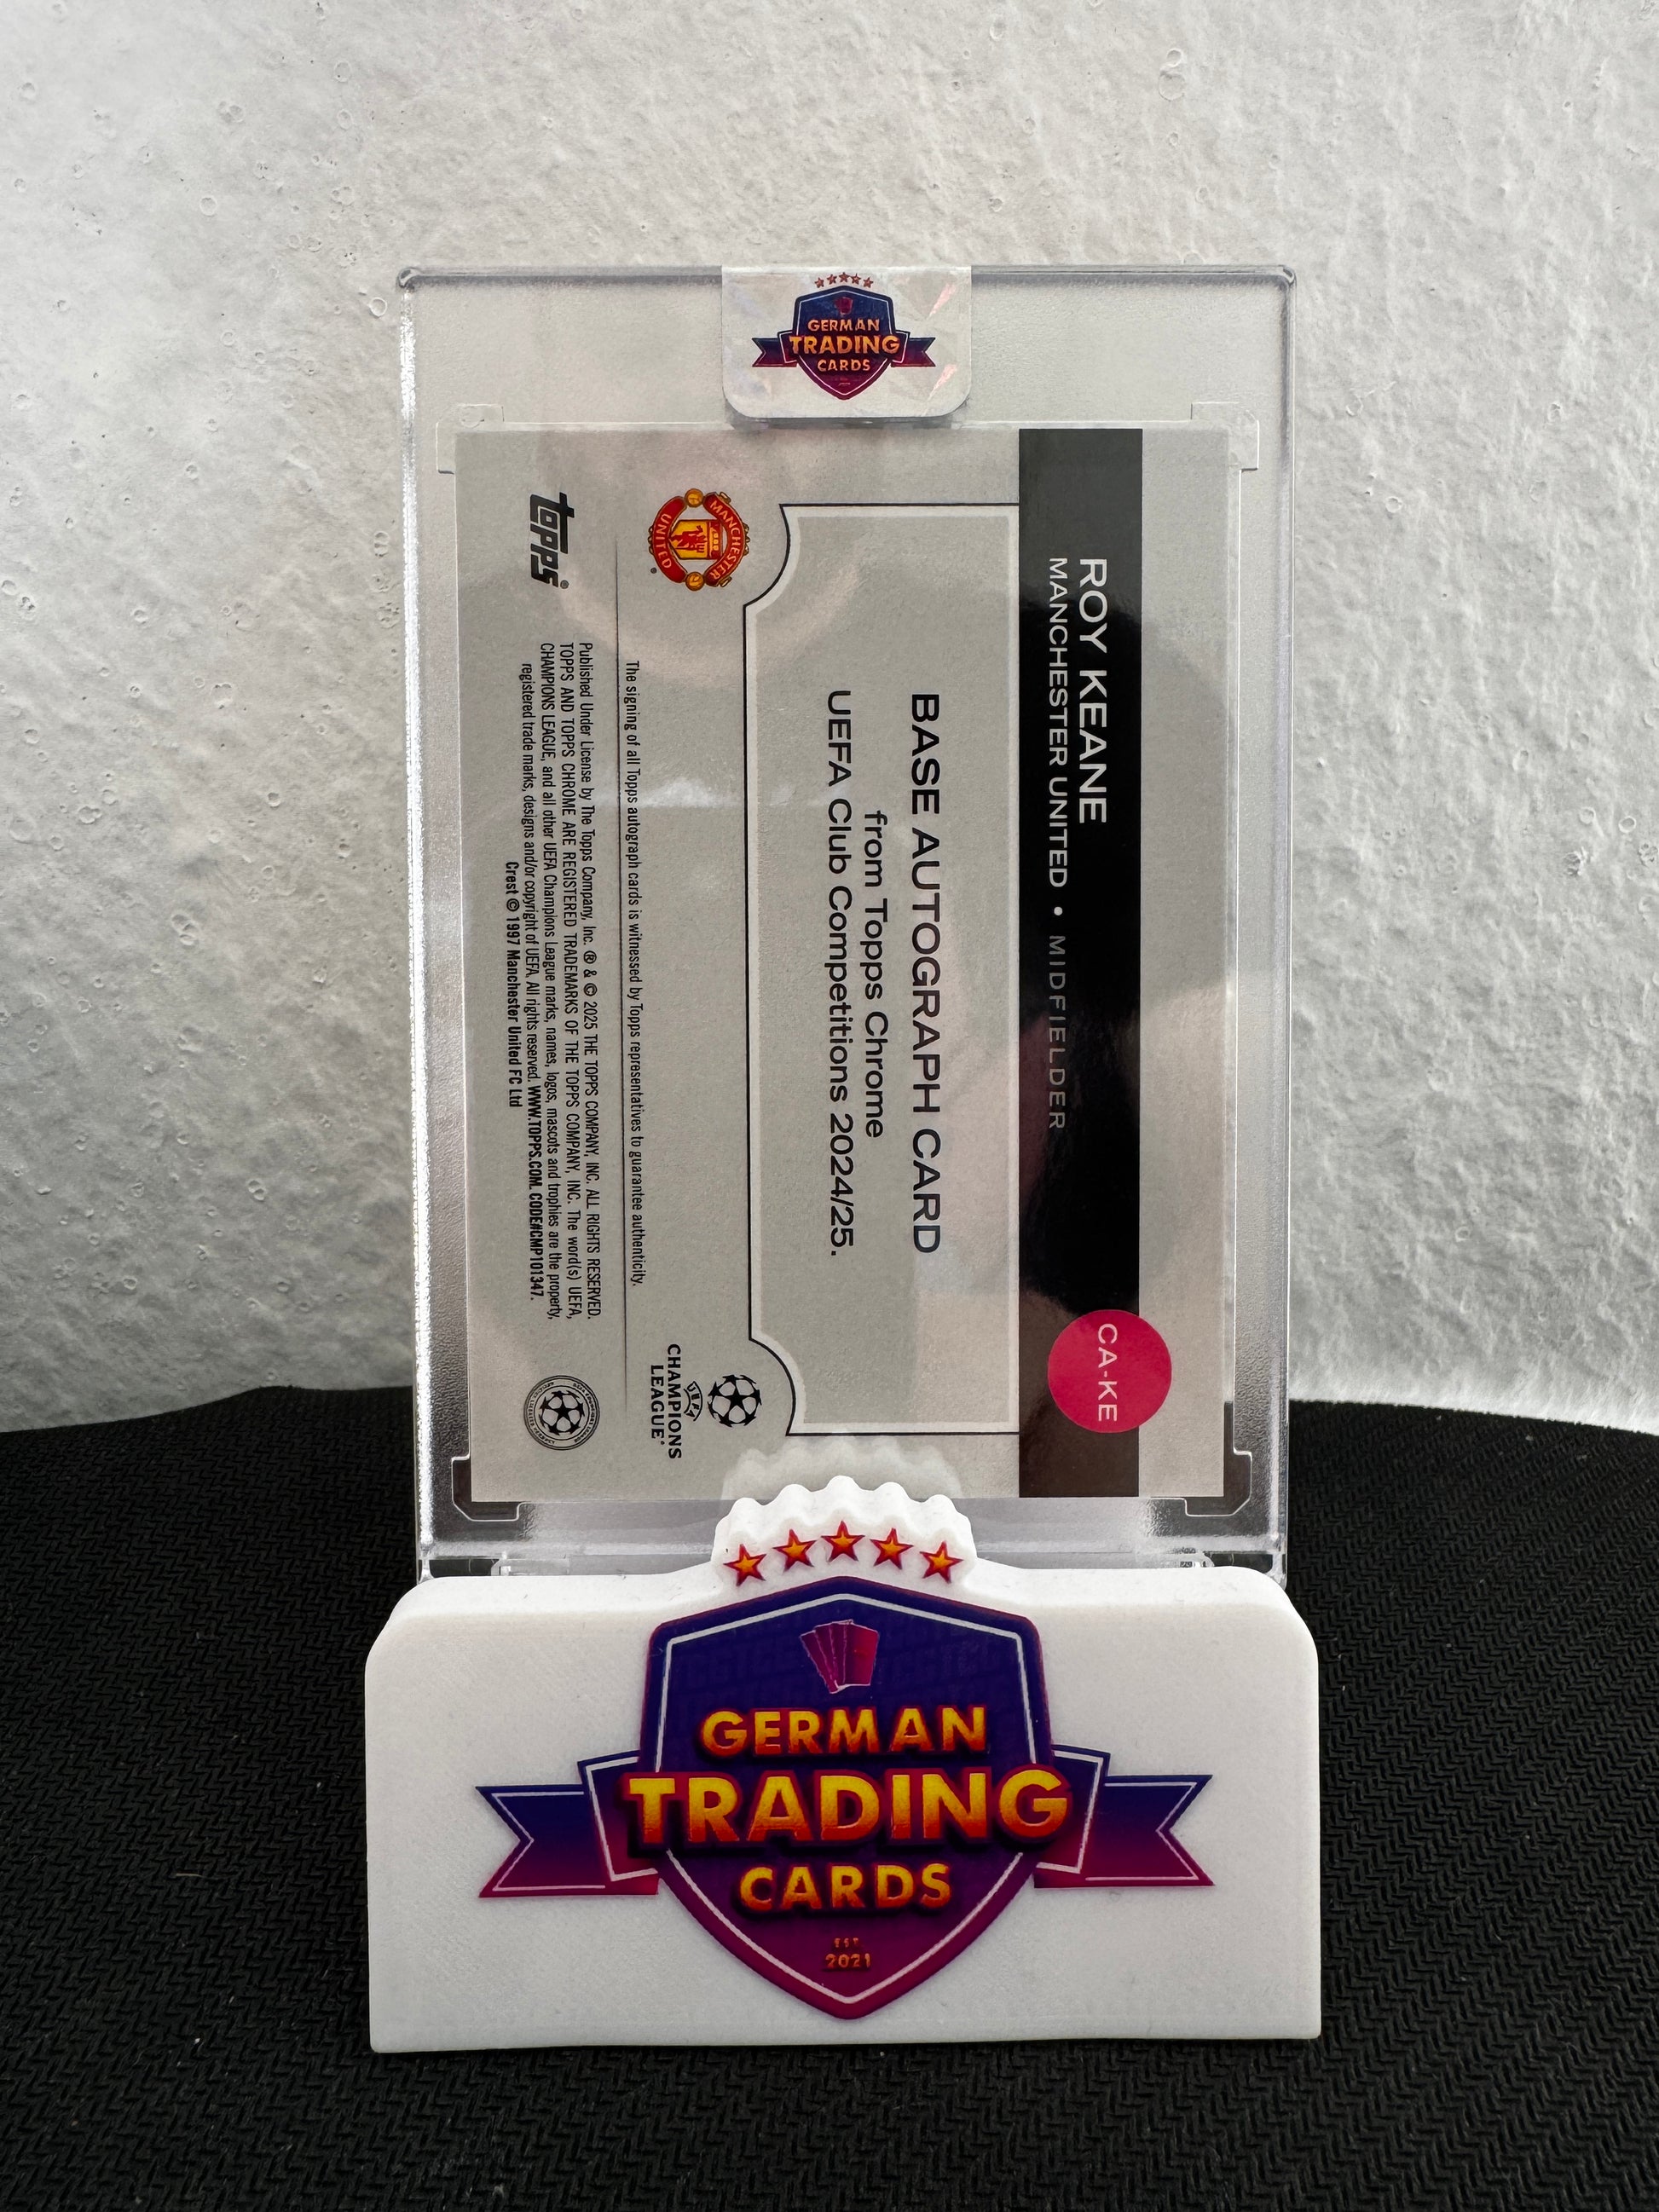 GERMAN
TRADING
CARDS
ROY KEANE
MANCHESTER UNITED • MIDFIELDER
CA-KE
BASE AUTOGRAPH CARD
from Topps Chrome
UEFA Club Competitions 2024/25.
MANCHESTER
UNITED
®
UEFA
CHAMPIONS
LEAGUE®
The signing of all Topps autograph cards is witnessed by Topps representatives to guarantee authenticity.
topps®
Published Under License by The Topps Company, Inc. ® & © 2025 THE TOPPS COMPANY, INC. ALL RIGHTS RESERVED.
TOPPS AND TOPPS CHROME ARE REGISTERED TRADEMARKS OF THE TOPPS COMPANY, INC. The word(s) UEFA,
CHAMPIONS LEAGUE, and all other UEFA Champions League marks, names, logos, mascots and trophies are the property,
registered trade marks, designs and/or copyright of UEFA. All rights reserved. WWW.TOPPS.COM. CODE#CMP101347.
Crest © 1997 Manchester United FC Ltd
GERMAN
TRADING
CARDS
EST.
2021